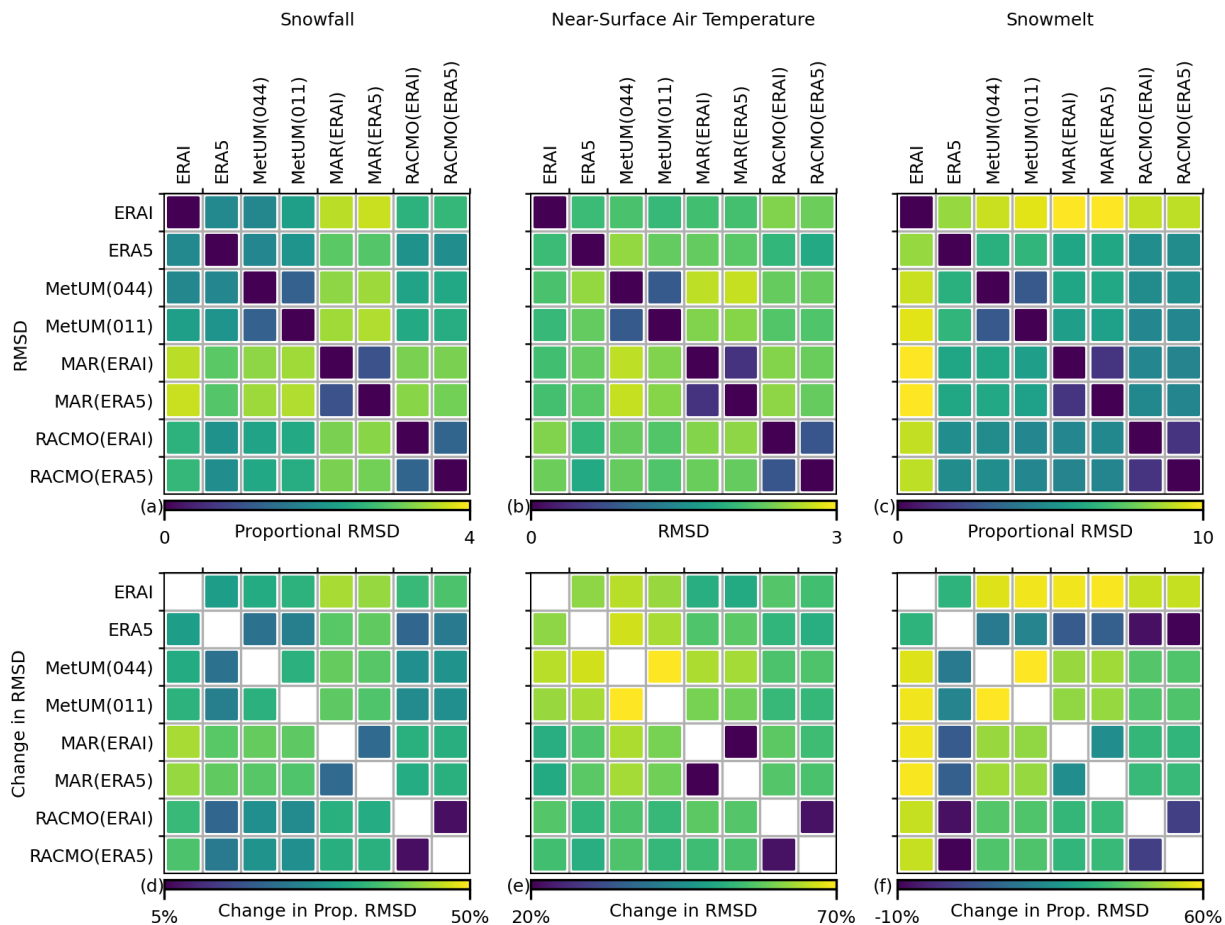 Snowfall
Near-Surface Air Temperature
Snowmelt
ERAI
ERA5
MetUM(044)
MetUM(011)
MAR(ERAI)
MAR(ERA5)
RACMO(ERAI)
RACMO(ERA5)
ERAI
ERA5
MetUM(044)
MetUM(011)
MAR(ERAI)
MAR(ERA5)
RACMO(ERAI)
RACMO(ERA5)
ERAI
ERA5
MetUM(044)
MetUM(011)
MAR(ERAI)
MAR(ERA5)
RACMO(ERAI)
RACMO(ERA5)
RMSD
ERAI
ERA5
MetUM(044)
MetUM(011)
MAR(ERAI)
MAR(ERA5)
RACMO(ERAI)
RACMO(ERA5)
(a)
0 Proportional RMSD 4
(b)
0 RMSD 3
(c)
0 Proportional RMSD 10
Change in RMSD
ERAI
ERA5
MetUM(044)
MetUM(011)
MAR(ERAI)
MAR(ERA5)
RACMO(ERAI)
RACMO(ERA5)
(d)
5% Change in Prop. RMSD 50%
(e)
20% Change in RMSD 70%
(f)
-10% Change in Prop. RMSD 60%